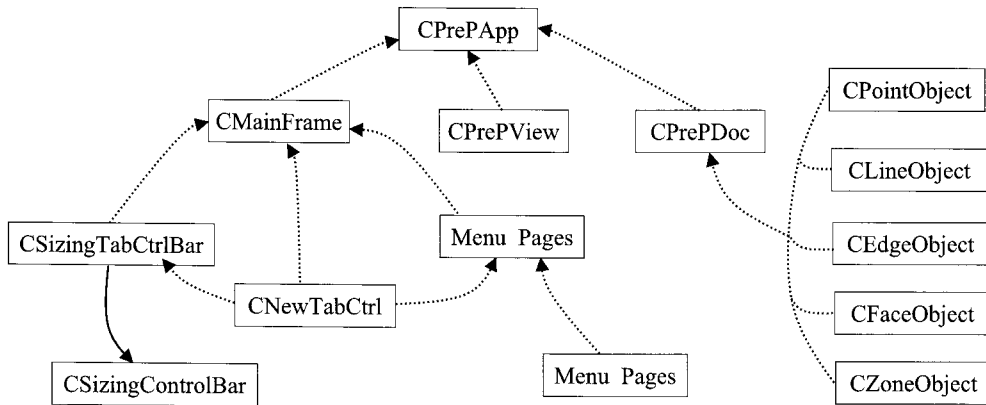 CPrePApp
CMainFrame
CPrePView
CPrePDoc
CPointObject
CLineObject
CSizingTabCtrlBar
Menu Pages
CEdgeObject
CNewTabCtrl
CFaceObject
CSizingControlBar
Menu Pages
CZoneObject